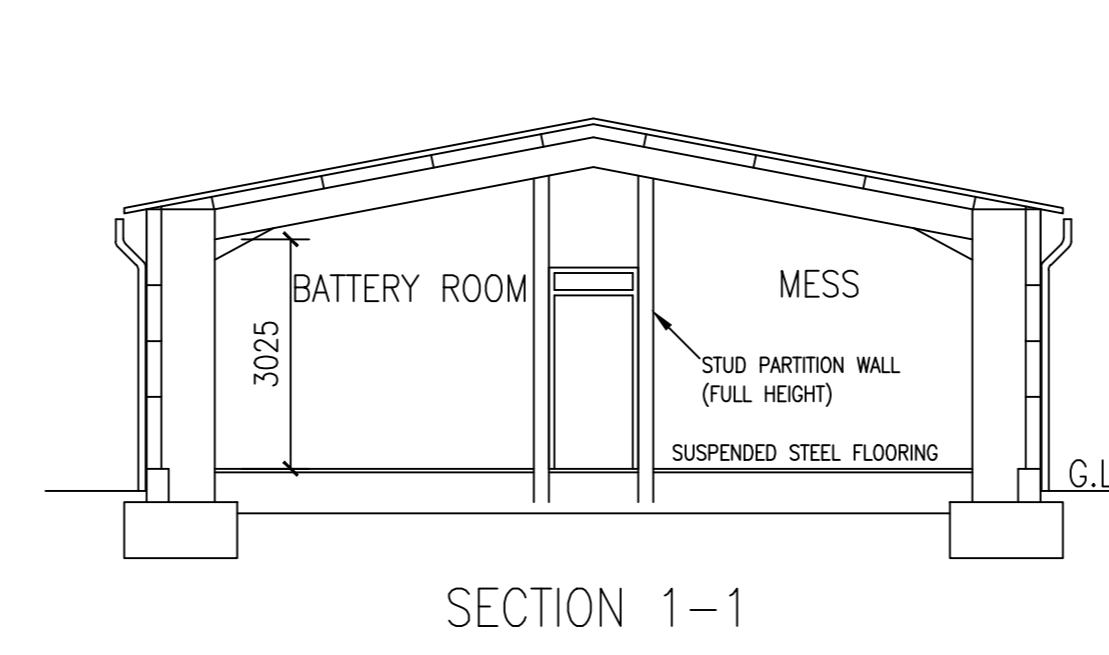 BATTERY ROOM
MESS
3025
STUD PARTITION WALL
(FULL HEIGHT)
SUSPENDED STEEL FLOORING
G.L
SECTION 1-1